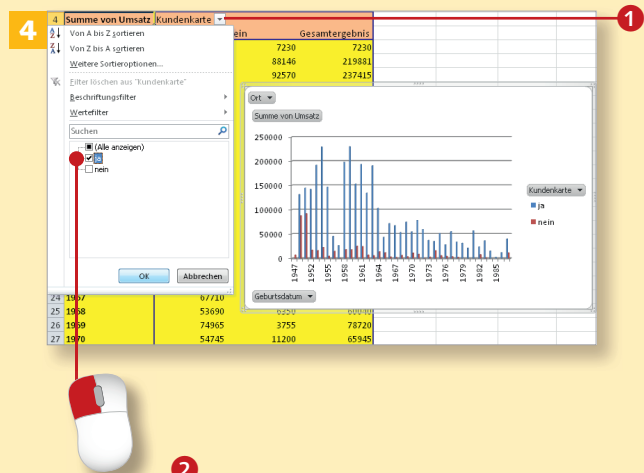 4
1
4 Summe von Umsatz Kundenkarte
ein Gesamtergebnis
7230 7230
88146 219881
92570 237415
Von A bis Z sortieren
Von Z bis A sortieren
Weitere Sortieroptionen...
Filter löschen aus "Kundenkarte"
Beschriftungsfilter
Wertefilter
Suchen
(Alle anzeigen)
ja
nein
OK Abbrechen
Ort
Summe von Umsatz
250000
200000
150000
100000
50000
0
1947 1952 1955 1958 1961 1964 1967 1970 1973 1976 1979 1982 1985
Kundenkarte
ja
nein
Geburtsdatum
24 1967 67710
25 1968 53690 6350 60040
26 1969 74965 3755 78720
27 1970 54745 11200 65945
2